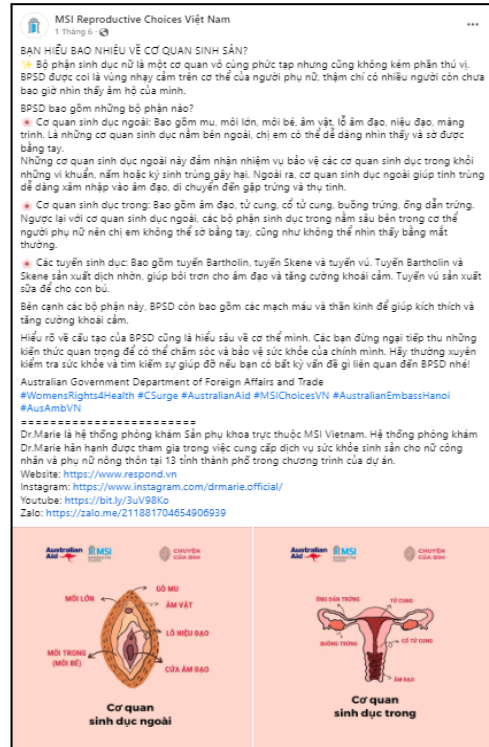 MSI Reproductive Choices Việt Nam
1 Tháng 6 ·
BẠN HIỂU BAO NHIÊU VỀ CƠ QUAN SINH SẢN?
✨ Bộ phận sinh dục nữ là một cơ quan vô cùng phức tạp nhưng cũng không kém phần thú vị.
BPSD được coi là vùng nhạy cảm trên cơ thể của người phụ nữ, thậm chí có nhiều người còn chưa
bao giờ nhìn thấy âm hộ của mình.
BPSD bao gồm những bộ phận nào?
Cơ quan sinh dục ngoài: Bao gồm mu, môi lớn, môi bé, âm vật, lỗ âm đạo, niệu đạo, màng
trinh. Là những cơ quan sinh dục nằm bên ngoài, chị em có thể dễ dàng nhìn thấy và sờ được
bằng tay.
Những cơ quan sinh dục ngoài này đảm nhận nhiệm vụ bảo vệ các cơ quan sinh dục trong khỏi
những vi khuẩn, nấm hoặc ký sinh trùng gây hại. Ngoài ra, cơ quan sinh dục ngoài giúp tinh trùng
dễ dàng xâm nhập vào âm đạo, di chuyển đến gặp trứng và thụ tinh.
Cơ quan sinh dục trong: Bao gồm âm đạo, tử cung, cổ tử cung, buồng trứng, ống dẫn trứng.
Ngược lại với cơ quan sinh dục ngoài, các bộ phận sinh dục trong nằm sâu bên trong cơ thể
người phụ nữ nên chị em không thể sờ bằng tay, cũng như không thể nhìn thấy bằng mắt
thường.
Các tuyến sinh dục: Bao gồm tuyến Bartholin, tuyến Skene và tuyến vú. Tuyến Bartholin và
Skene sản xuất dịch nhờn, giúp bôi trơn cho âm đạo và tăng cường khoái cảm. Tuyến vú sản xuất
sữa để cho con bú.
Bên cạnh các bộ phận này, BPSD còn bao gồm các mạch máu và thần kinh để giúp kích thích và
tăng cường khoái cảm.
Hiểu rõ về cấu tạo của BPSD cũng là hiểu sâu về cơ thể mình. Các bạn đừng ngại tiếp thu những
kiến thức quan trọng để có thể chăm sóc và bảo vệ sức khỏe của chính mình. Hãy thường xuyên
kiểm tra sức khỏe và tìm kiếm sự giúp đỡ nếu bạn có bất kỳ vấn đề gì liên quan đến BPSD nhé!
Australian Government Department of Foreign Affairs and Trade
#WomensRights4Health #CSurge #AustralianAid #MSIChoicesVN #AustralianEmbassHanoi
#AusAmbVN
========================
Dr.Marie là hệ thống phòng khám Sản phụ khoa trực thuộc MSI Vietnam. Hệ thống phòng khám
Dr.Marie hân hạnh được tham gia trong việc cung cấp dịch vụ sức khỏe sinh sản cho nữ công
nhân và phụ nữ nông thôn tại 13 tỉnh thành phố trong chương trình của dự án.
Website: https://www.respond.vn
Instagram: https://www.instagram.com/drmarie.official/
Youtube: https://bit.ly/3uV98Ko
Zalo: https://zalo.me/211881704654906939
Australian Aid MSI CHUYỆN CỦA MÌNH
GÒ MU
MÔI LỚN
ÂM VẬT
LỖ NIỆU ĐẠO
MÔI TRONG
(MÔI BÉ)
CỬA ÂM ĐẠO
Cơ quan
sinh dục ngoài
Australian Aid MSI CHUYỆN CỦA MÌNH
ỐNG DẪN TRỨNG
TỬ CUNG
BUỒNG TRỨNG
CỔ TỬ CUNG
ÂM ĐẠO
Cơ quan
sinh dục trong